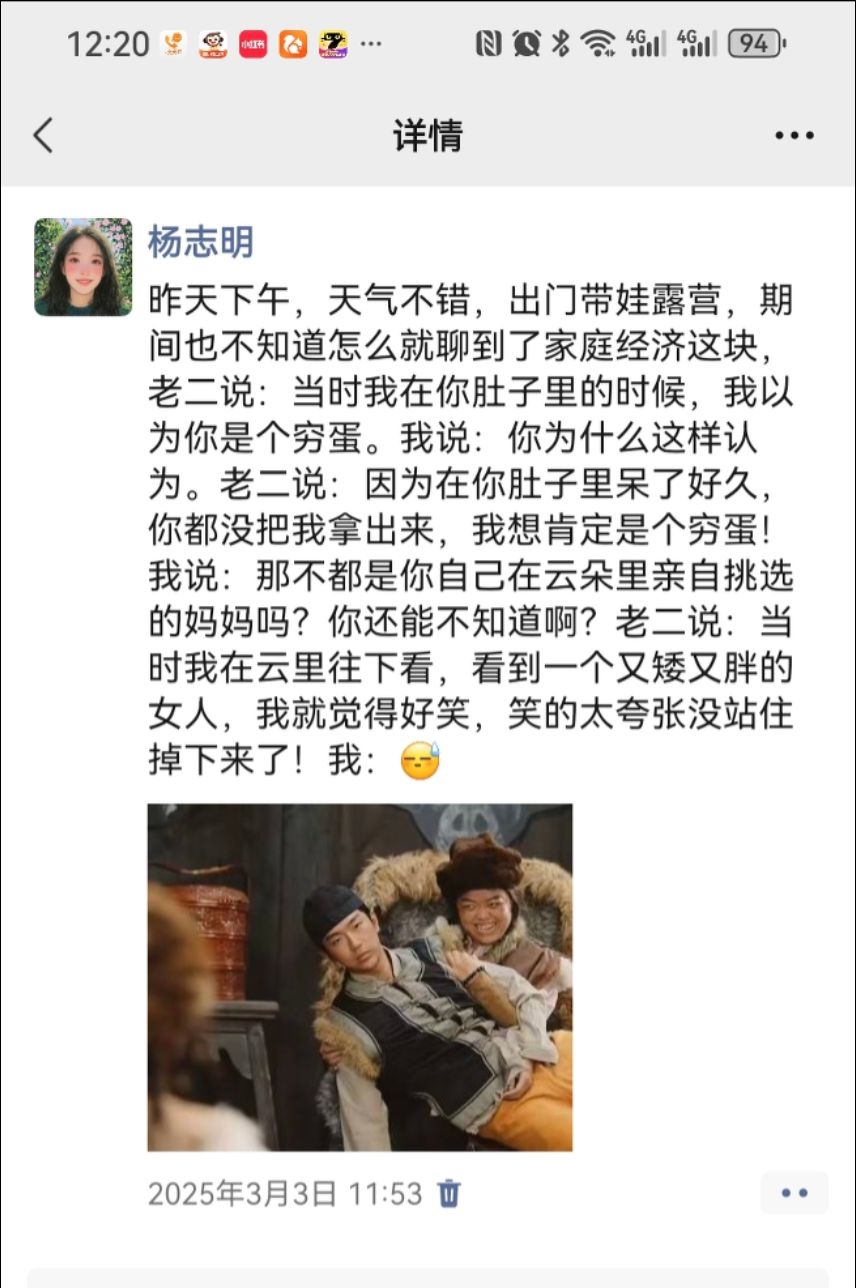 12:20
小红书
4G
4G
94
详情
杨志明
昨天下午，天气不错，出门带娃露营，期
间也不知道怎么就聊到了家庭经济这块，
老二说：当时我在你肚子里的时候，我以
为你是个穷蛋。我说：你为什么这样认
为。老二说：因为在你肚子里呆了好久，
你都没把我拿出来，我想肯定是个穷蛋！
我说：那不都是你自己在云朵里亲自挑选
的妈妈吗？你还能不知道啊？老二说：当
时我在云里往下看，看到一个又矮又胖的
女人，我就觉得好笑，笑的太夸张没站住
掉下来了！我：
2025年3月3日 11:53